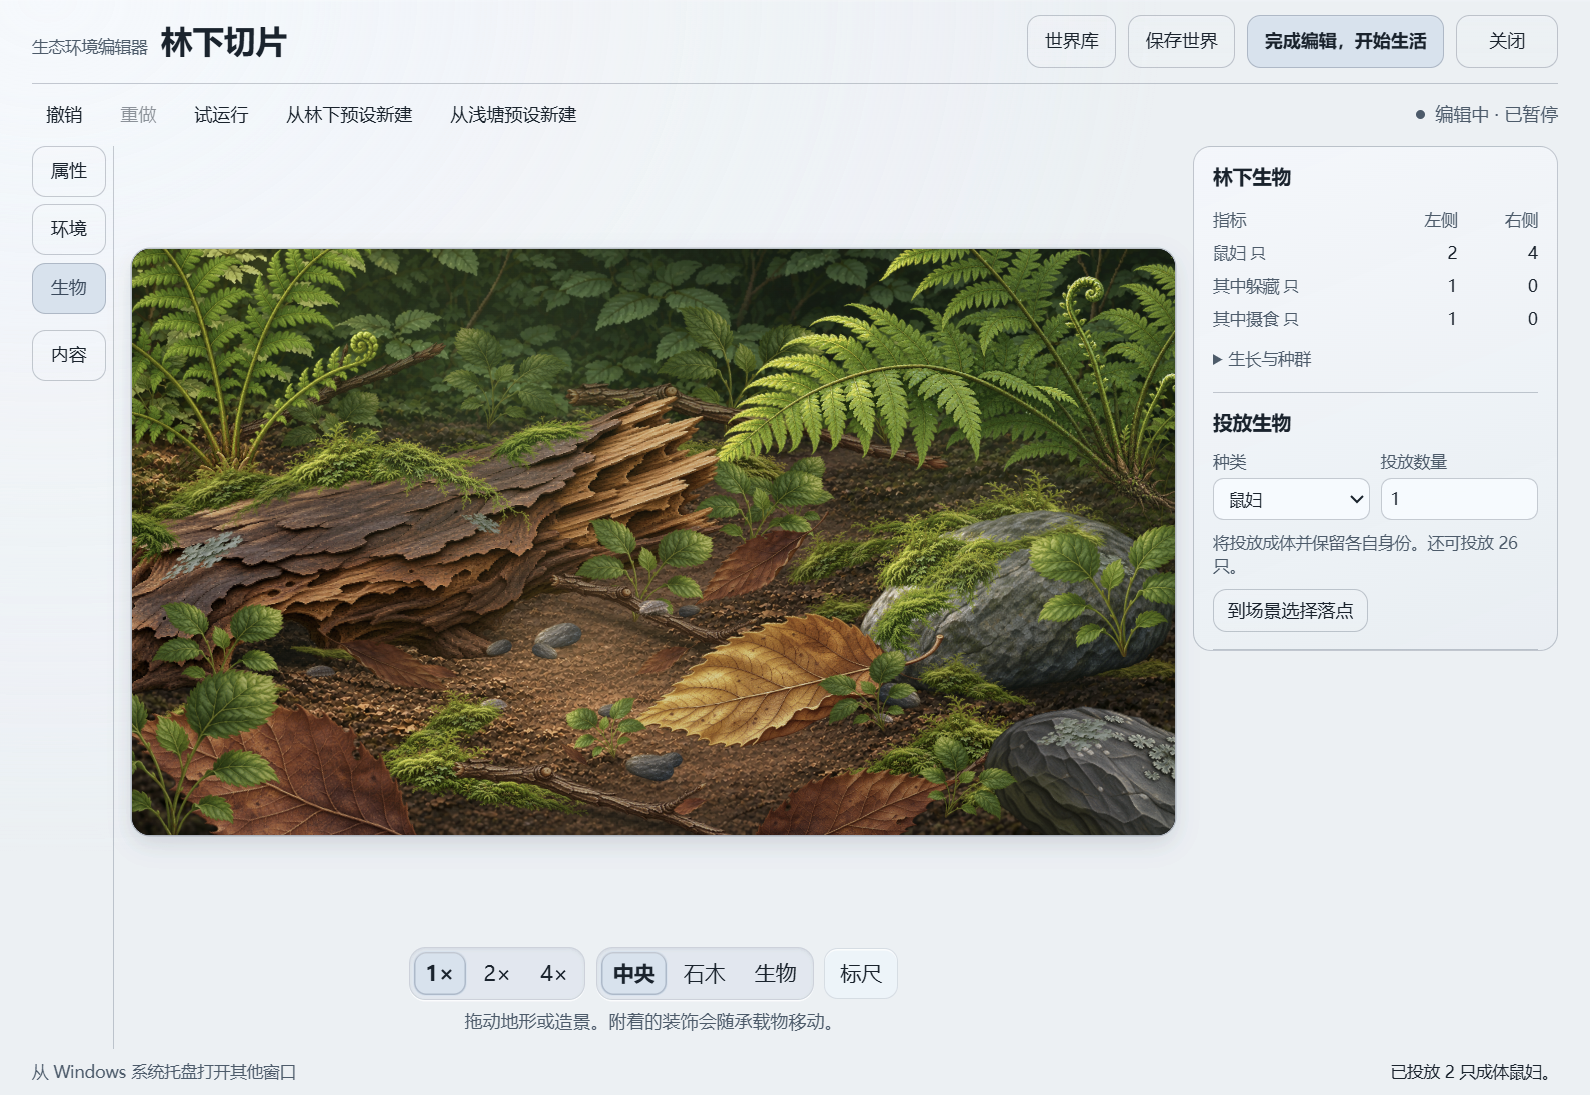 生态环境编辑器 林下切片 世界库 保存世界 完成编辑，开始生活 关闭
撤销 重做 试运行 从林下预设新建 从浅塘预设新建 ● 编辑中 · 已暂停
属性
环境
生物
内容
林下生物
指标 左侧 右侧
鼠妇 只 2 4
其中躲藏 只 1 0
其中摄食 只 1 0
▶ 生长与种群
投放生物
种类 投放数量
鼠妇 1
将投放成体并保留各自身份。还可投放 26
只。
到场景选择落点
1× 2× 4× 中央 石木 生物 标尺
拖动地形或造景。附着的装饰会随承载物移动。
从 Windows 系统托盘打开其他窗口 已投放 2 只成体鼠妇。